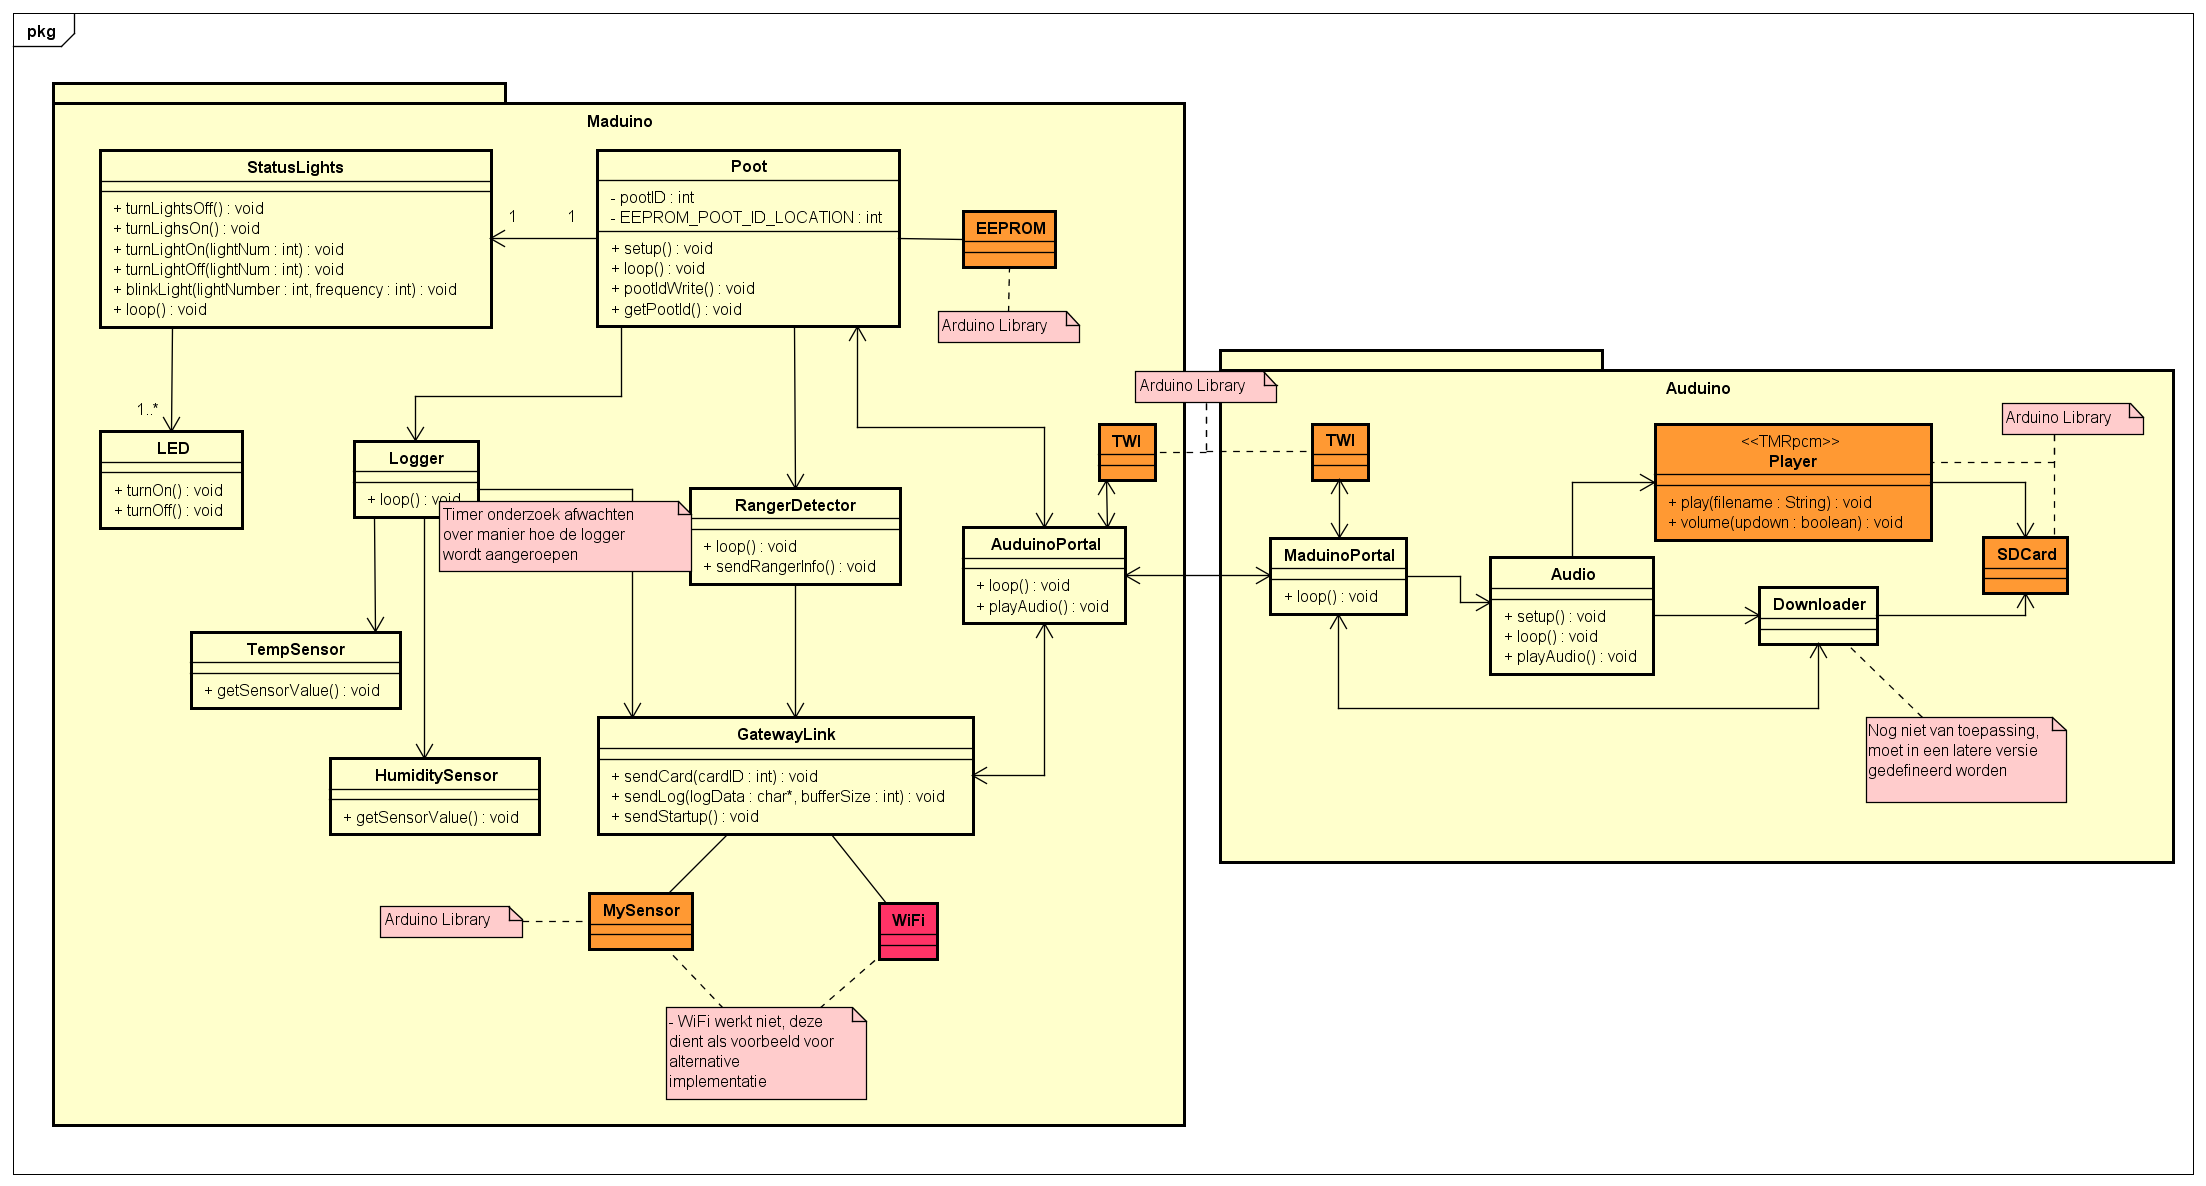 pkg
Maduino
StatusLights
+ turnLightsOff() : void
+ turnLighsOn() : void
+ turnLightOn(lightNum : int) : void
+ turnLightOff(lightNum : int) : void
+ blinkLight(lightNumber : int, frequency : int) : void
+ loop() : void
1
1
Poot
- pootID : int
- EEPROM_POOT_ID_LOCATION : int
+ setup() : void
+ loop() : void
+ pootIdWrite() : void
+ getPootId() : void
EEPROM
Arduino Library
1..*
LED
+ turnOn() : void
+ turnOff() : void
Logger
+ loop() : void
Timer onderzoek afwachten
over manier hoe de logger
wordt aangeroepen
RangerDetector
+ loop() : void
+ sendRangerInfo() : void
TWI
AuduinoPortal
+ loop() : void
+ playAudio() : void
TempSensor
+ getSensorValue() : void
HumiditySensor
+ getSensorValue() : void
GatewayLink
+ sendCard(cardID : int) : void
+ sendLog(logData : char*, bufferSize : int) : void
+ sendStartup() : void
Arduino Library
MySensor
WiFi
- WiFi werkt niet, deze
dient als voorbeeld voor
alternative
implementatie
Arduino Library
Auduino
TWI
MaduinoPortal
+ loop() : void
<<TMRpcm>>
Player
+ play(filename : String) : void
+ volume(updown : boolean) : void
Arduino Library
SDCard
Audio
+ setup() : void
+ loop() : void
+ playAudio() : void
Downloader
Nog niet van toepassing,
moet in een latere versie
gedefineerd worden